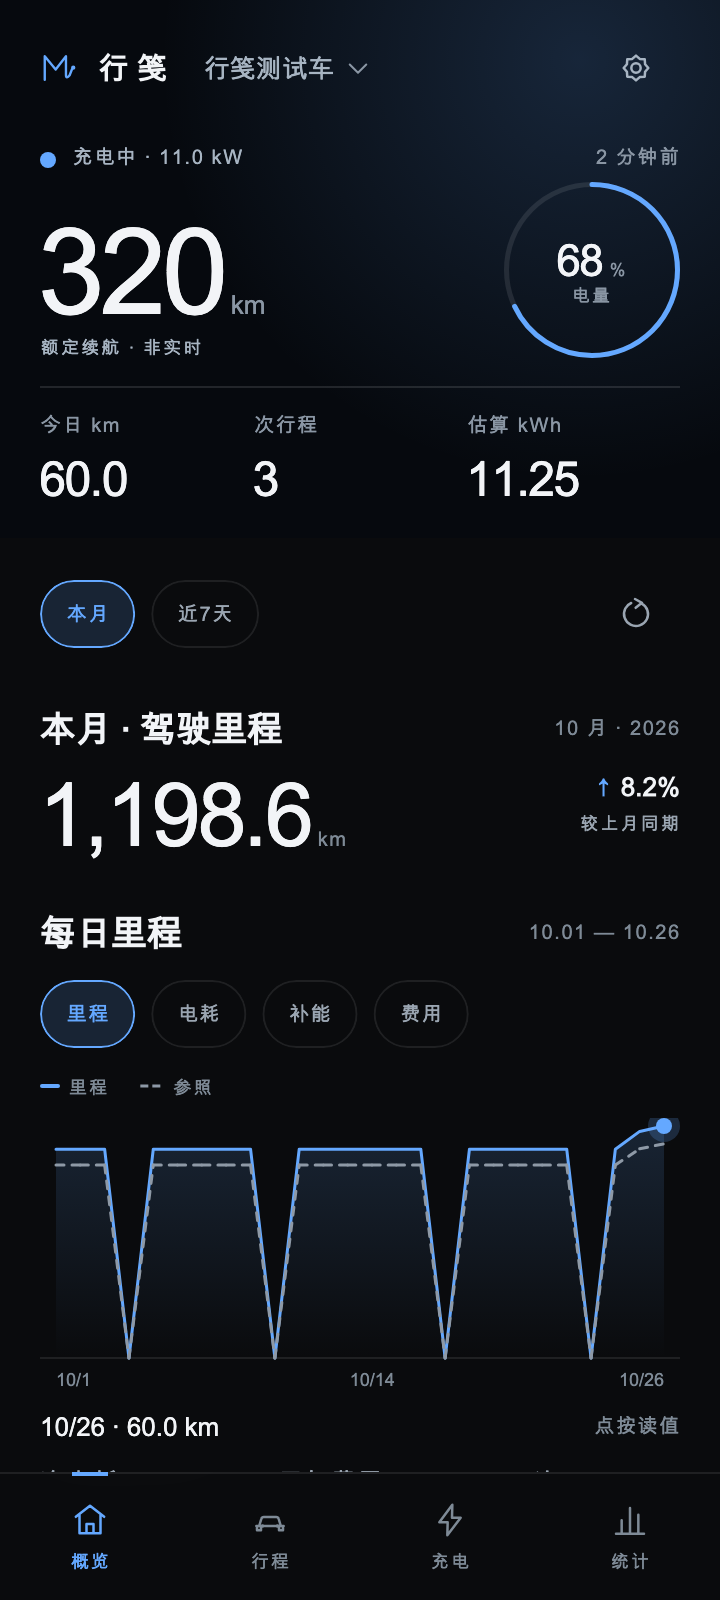 行笺 行笺测试车
充电中 · 11.0 kW 2 分钟前
320 km
68 %
电量
额定续航 · 非实时
今日 km 次行程 估算 kWh
60.0 3 11.25
本月 近7天
本月 · 驾驶里程 10 月 · 2026
1,198.6 km
↑ 8.2%
较上月同期
每日里程 10.01 — 10.26
里程 电耗 补能 费用
里程 参照
10/1 10/14 10/26
10/26 · 60.0 km 点按读值
概览 行程 充电 统计